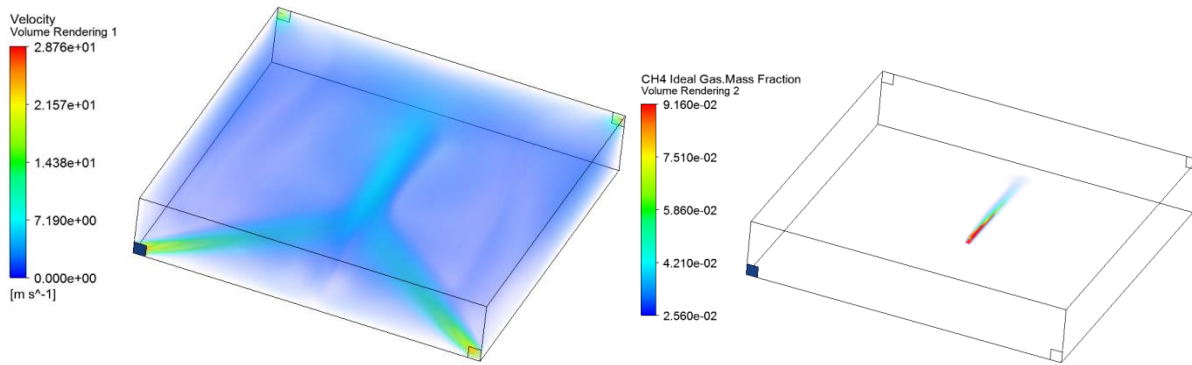 Velocity
Volume Rendering 1
2.876e+01
2.157e+01
1.438e+01
7.190e+00
0.000e+00
[m s^-1]
CH4 Ideal Gas.Mass Fraction
Volume Rendering 2
9.160e-02
7.510e-02
5.860e-02
4.210e-02
2.560e-02